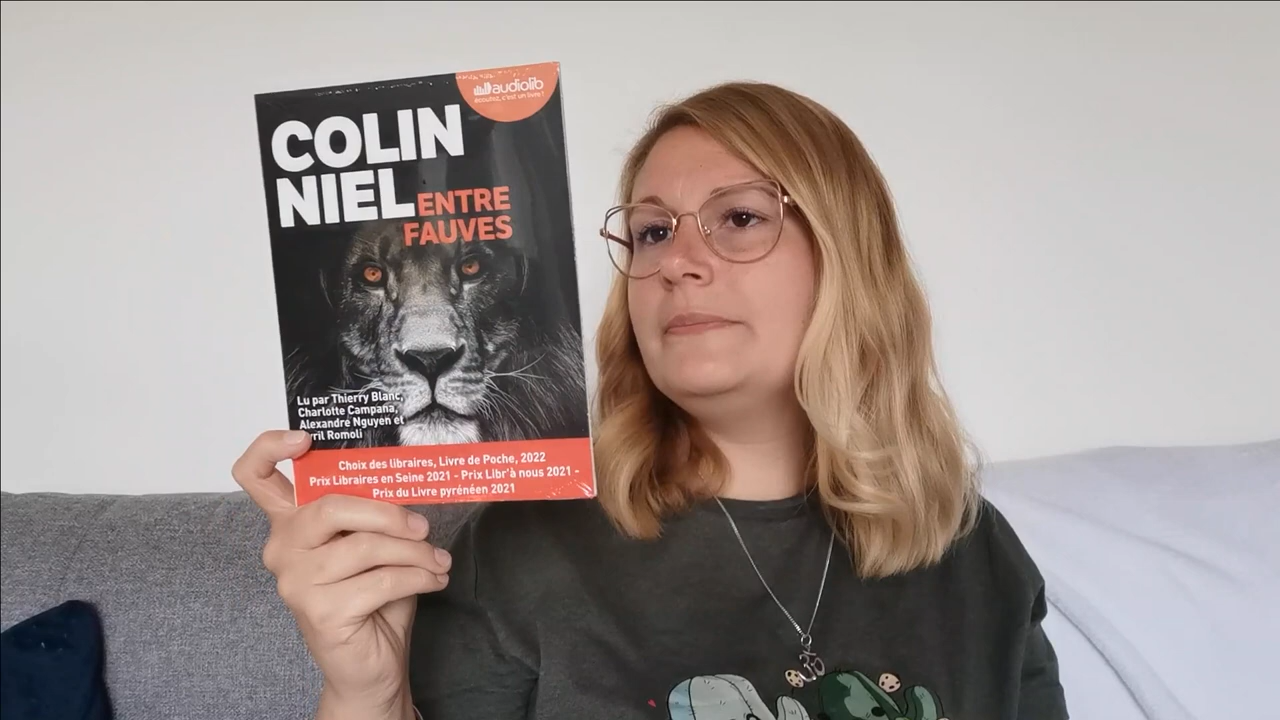 audiolib
écoutez, c'est un livre !
COLIN
NIEL
ENTRE
FAUVES
Lu par Thierry Blanc,
Charlotte Campana,
Alexandre Nguyen et
Romoli
Choix des libraires, Livre de Poche, 2022
Prix Libraires en Seine 2021 - Prix Libr'à nous 2021 -
Prix du Livre pyrénéen 2021